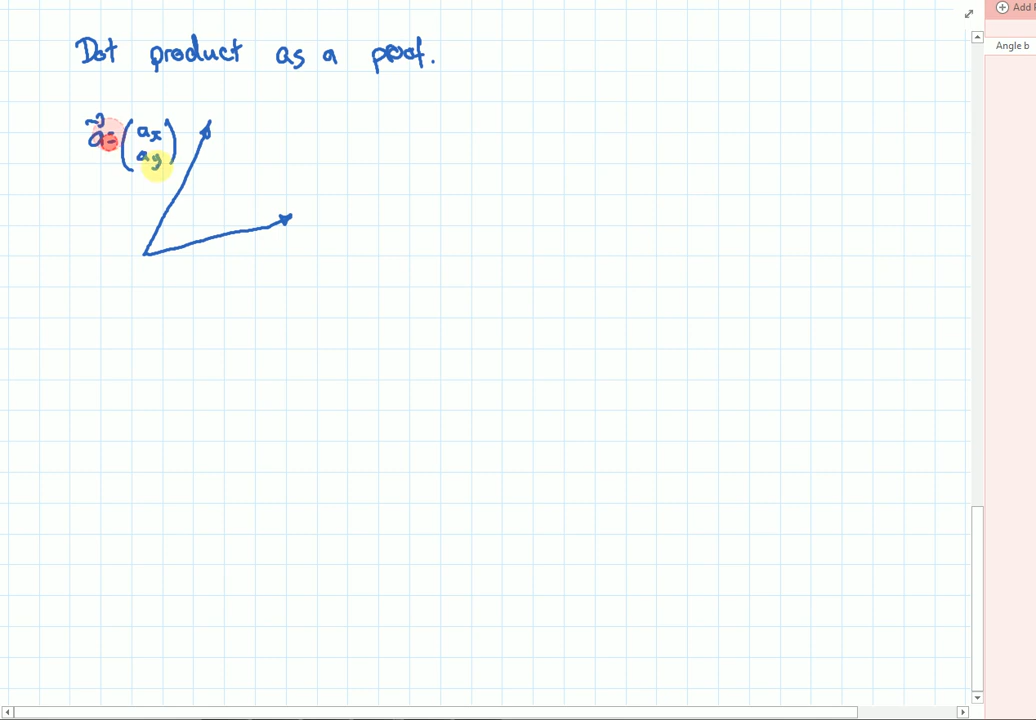 Dot product as a proof.
a⃗ = (ax
ay)
Add P
Angle b